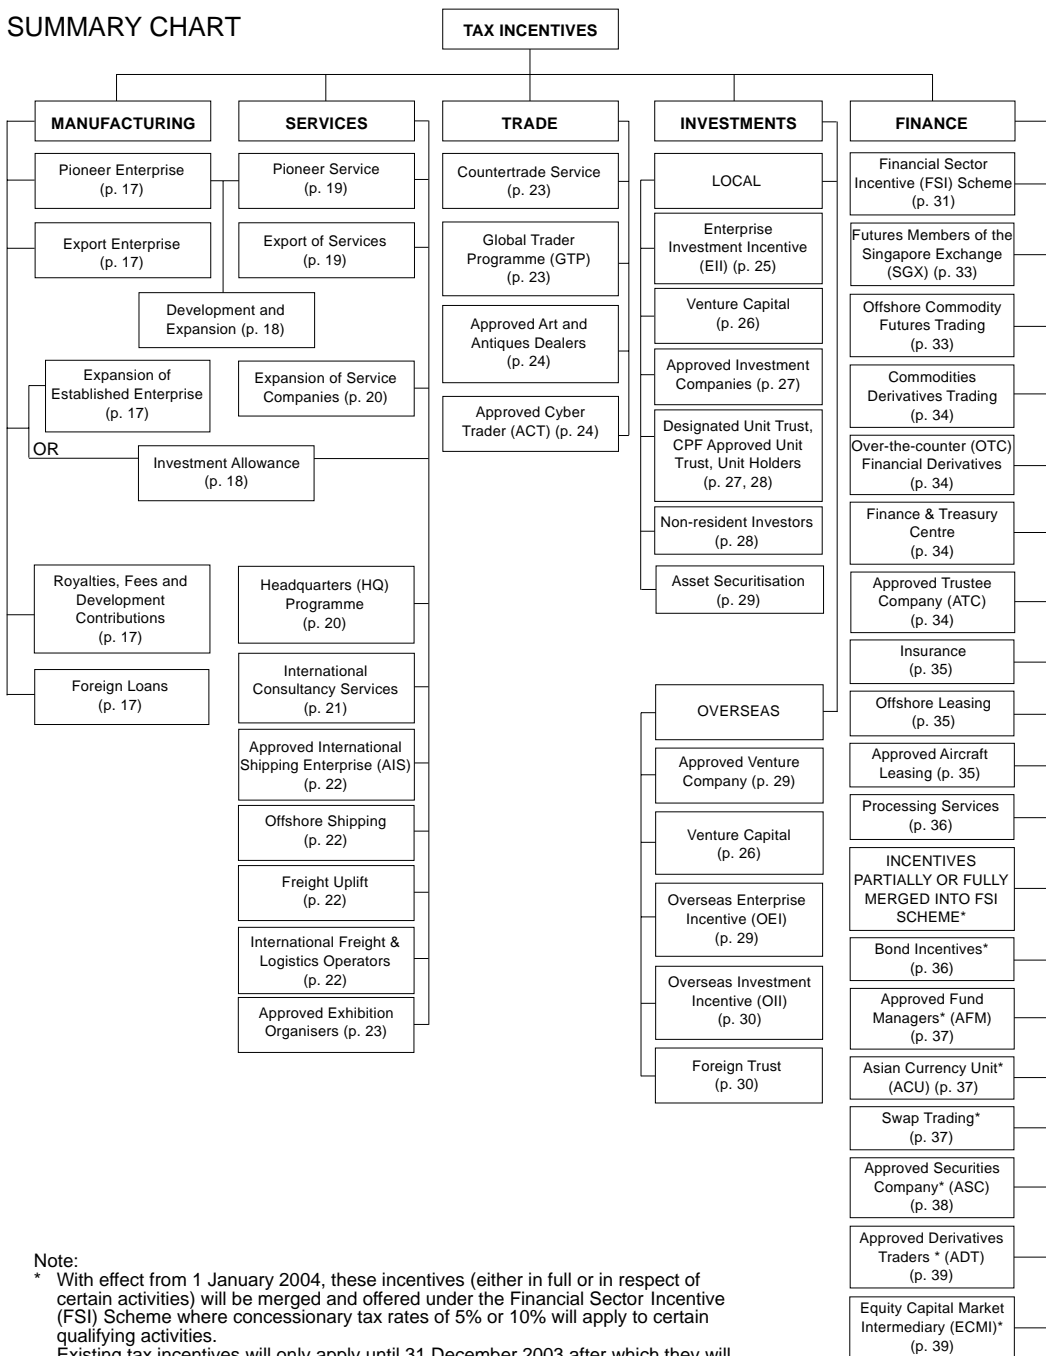 SUMMARY CHART
TAX INCENTIVES
MANUFACTURING
Pioneer Enterprise
(p. 17)
Export Enterprise
(p. 17)
Development and
Expansion (p. 18)
Expansion of
Established Enterprise
(p. 17)
OR
Investment Allowance
(p. 18)
Royalties, Fees and
Development
Contributions
(p. 17)
Foreign Loans
(p. 17)
SERVICES
Pioneer Service
(p. 19)
Export of Services
(p. 19)
Expansion of Service
Companies (p. 20)
Headquarters (HQ)
Programme
(p. 20)
International
Consultancy Services
(p. 21)
Approved International
Shipping Enterprise (AIS)
(p. 22)
Offshore Shipping
(p. 22)
Freight Uplift
(p. 22)
International Freight &
Logistics Operators
(p. 22)
Approved Exhibition
Organisers (p. 23)
TRADE
Countertrade Service
(p. 23)
Global Trader
Programme (GTP)
(p. 23)
Approved Art and
Antiques Dealers
(p. 24)
Approved Cyber
Trader (ACT) (p. 24)
INVESTMENTS
LOCAL
Enterprise
Investment Incentive
(EII) (p. 25)
Venture Capital
(p. 26)
Approved Investment
Companies (p. 27)
Designated Unit Trust,
CPF Approved Unit
Trust, Unit Holders
(p. 27, 28)
Non-resident Investors
(p. 28)
Asset Securitisation
(p. 29)
OVERSEAS
Approved Venture
Company (p. 29)
Venture Capital
(p. 26)
Overseas Enterprise
Incentive (OEI)
(p. 29)
Overseas Investment
Incentive (OII)
(p. 30)
Foreign Trust
(p. 30)
FINANCE
Financial Sector
Incentive (FSI) Scheme
(p. 31)
Futures Members of the
Singapore Exchange
(SGX) (p. 33)
Offshore Commodity
Futures Trading
(p. 33)
Commodities
Derivatives Trading
(p. 34)
Over-the-counter (OTC)
Financial Derivatives
(p. 34)
Finance & Treasury
Centre
(p. 34)
Approved Trustee
Company (ATC)
(p. 34)
Insurance
(p. 35)
Offshore Leasing
(p. 35)
Approved Aircraft
Leasing (p. 35)
Processing Services
(p. 36)
INCENTIVES
PARTIALLY OR FULLY
MERGED INTO FSI
SCHEME*
Bond Incentives*
(p. 36)
Approved Fund
Managers* (AFM)
(p. 37)
Asian Currency Unit*
(ACU) (p. 37)
Swap Trading*
(p. 37)
Approved Securities
Company* (ASC)
(p. 38)
Approved Derivatives
Traders * (ADT)
(p. 39)
Equity Capital Market
Intermediary (ECMI)*
(p. 39)
Note:
* With effect from 1 January 2004, these incentives (either in full or in respect of
certain activities) will be merged and offered under the Financial Sector Incentive
(FSI) Scheme where concessionary tax rates of 5% or 10% will apply to certain
qualifying activities.
Existing tax incentives will only apply until 31 December 2003 after which they will